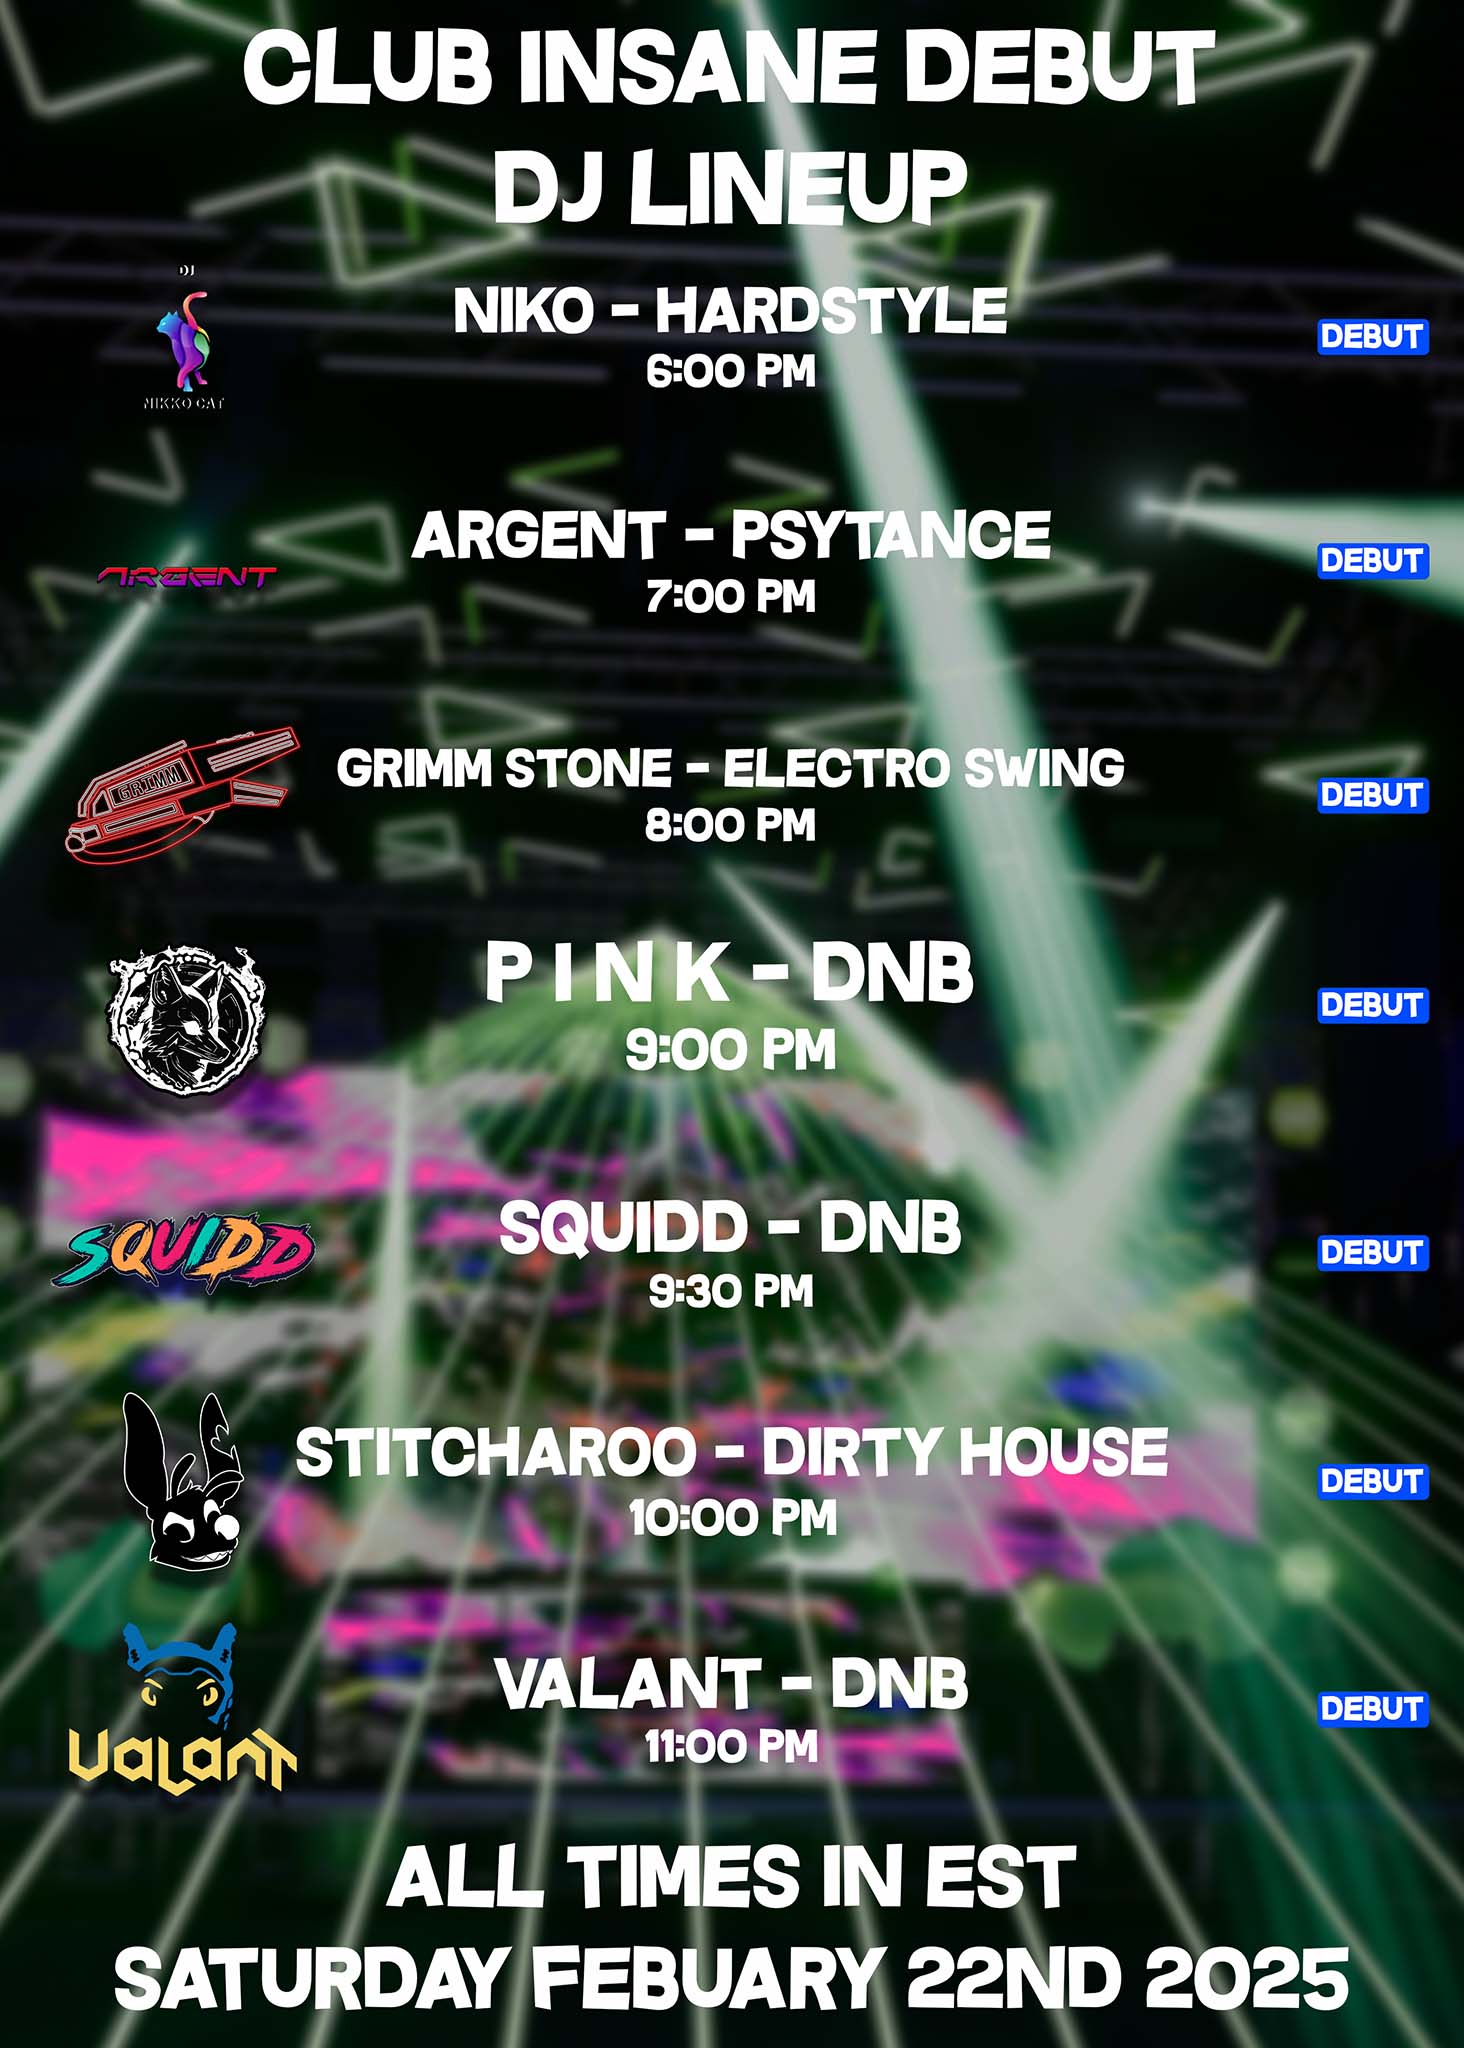 CLUB INSANE DEBUT
DJ LINEUP
DJ
NIKKO CAT
NIKO - HARDSTYLE
6:00 PM
DEBUT
ARGENT
ARGENT - PSYTANCE
7:00 PM
DEBUT
GRIMM
GRIMM STONE - ELECTRO SWING
8:00 PM
DEBUT
P I N K - DNB
9:00 PM
DEBUT
SQUIDD
SQUIDD - DNB
9:30 PM
DEBUT
STITCHAROO - DIRTY HOUSE
10:00 PM
DEBUT
VALANT
VALANT - DNB
11:00 PM
DEBUT
ALL TIMES IN EST
SATURDAY FEBUARY 22ND 2025